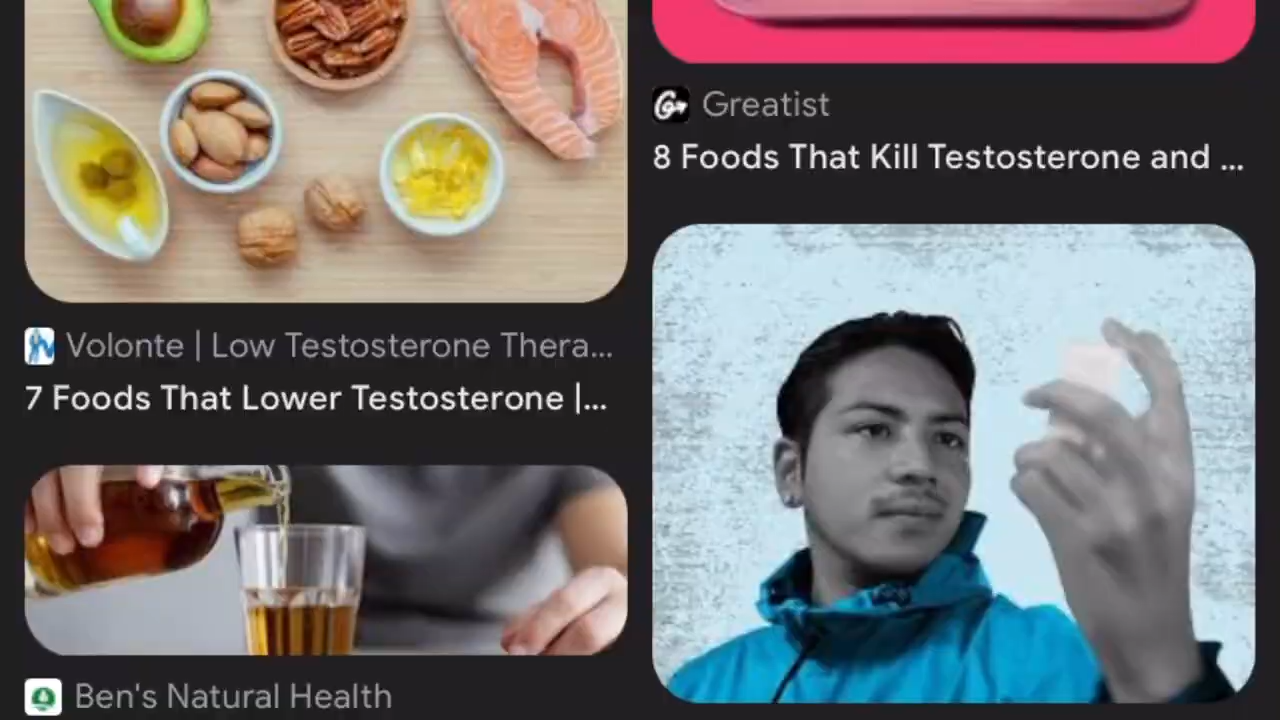 Greatist
8 Foods That Kill Testosterone and ...
Volonte | Low Testosterone Thera...
7 Foods That Lower Testosterone |...
Ben's Natural Health